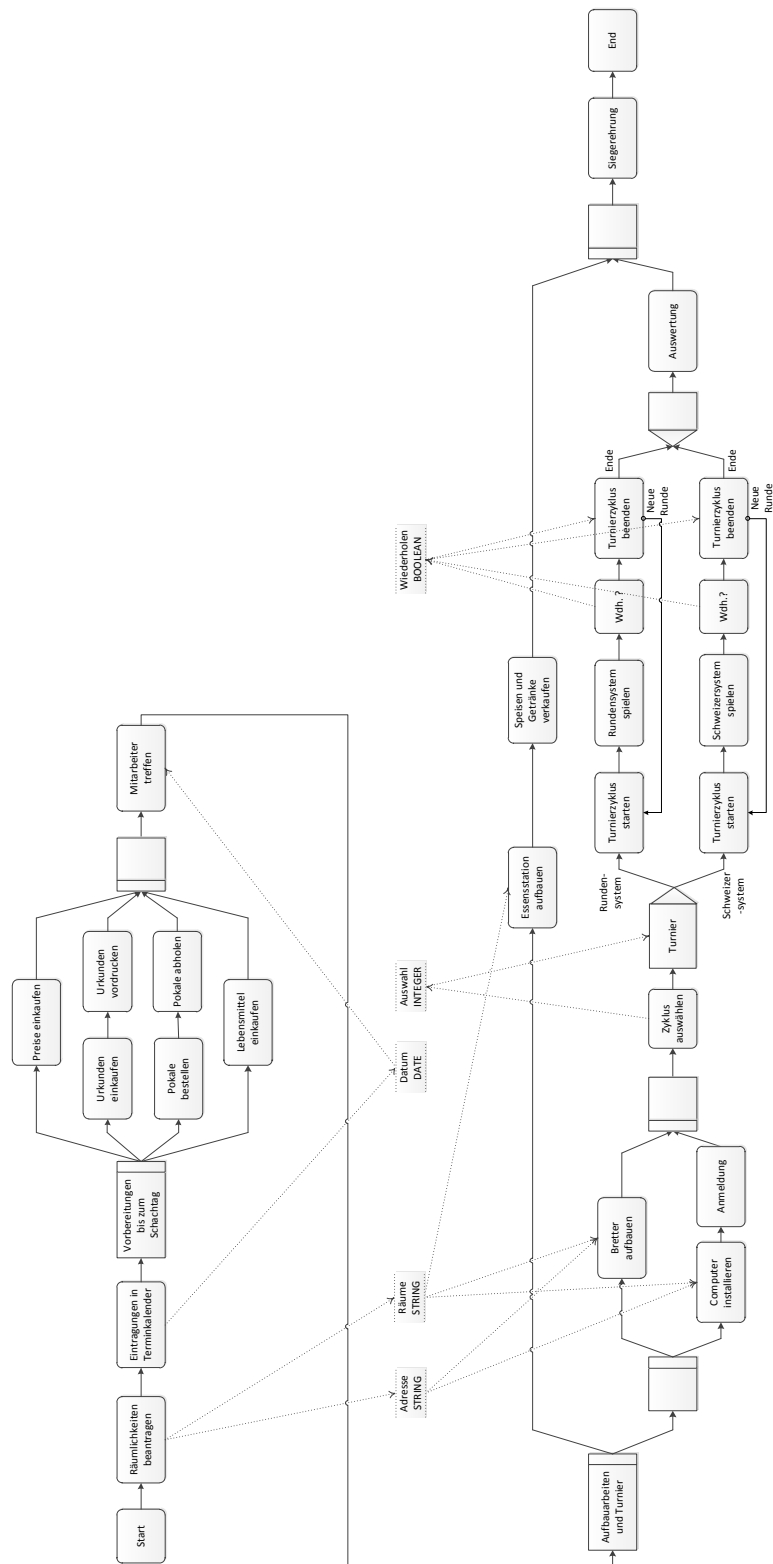 Start
Räumlichkeiten
beantragen
Eintragungen in
Terminkalender
Vorbereitungen
bis zum
Schachtag
Preise einkaufen
Urkunden
einkaufen
Urkunden
vordrucken
Pokale
bestellen
Pokale abholen
Lebensmittel
einkaufen
Mitarbeiter
treffen
Adresse
STRING
Räume
STRING
Datum
DATE
Auswahl
INTEGER
Wiederholen
BOOLEAN
Aufbauarbeiten
und Turnier
Essensstation
aufbauen
Speisen und
Getränke
verkaufen
Bretter
aufbauen
Computer
installieren
Anmeldung
Zyklus
auswählen
Turnier
Runden-
system
Schweizer
-system
Turnierzyklus
starten
Rundensystem
spielen
Wdh. ?
Turnierzyklus
beenden
Ende
Neue
Runde
Turnierzyklus
starten
Schweizersystem
spielen
Wdh. ?
Turnierzyklus
beenden
Ende
Neue
Runde
Auswertung
Siegerehrung
End